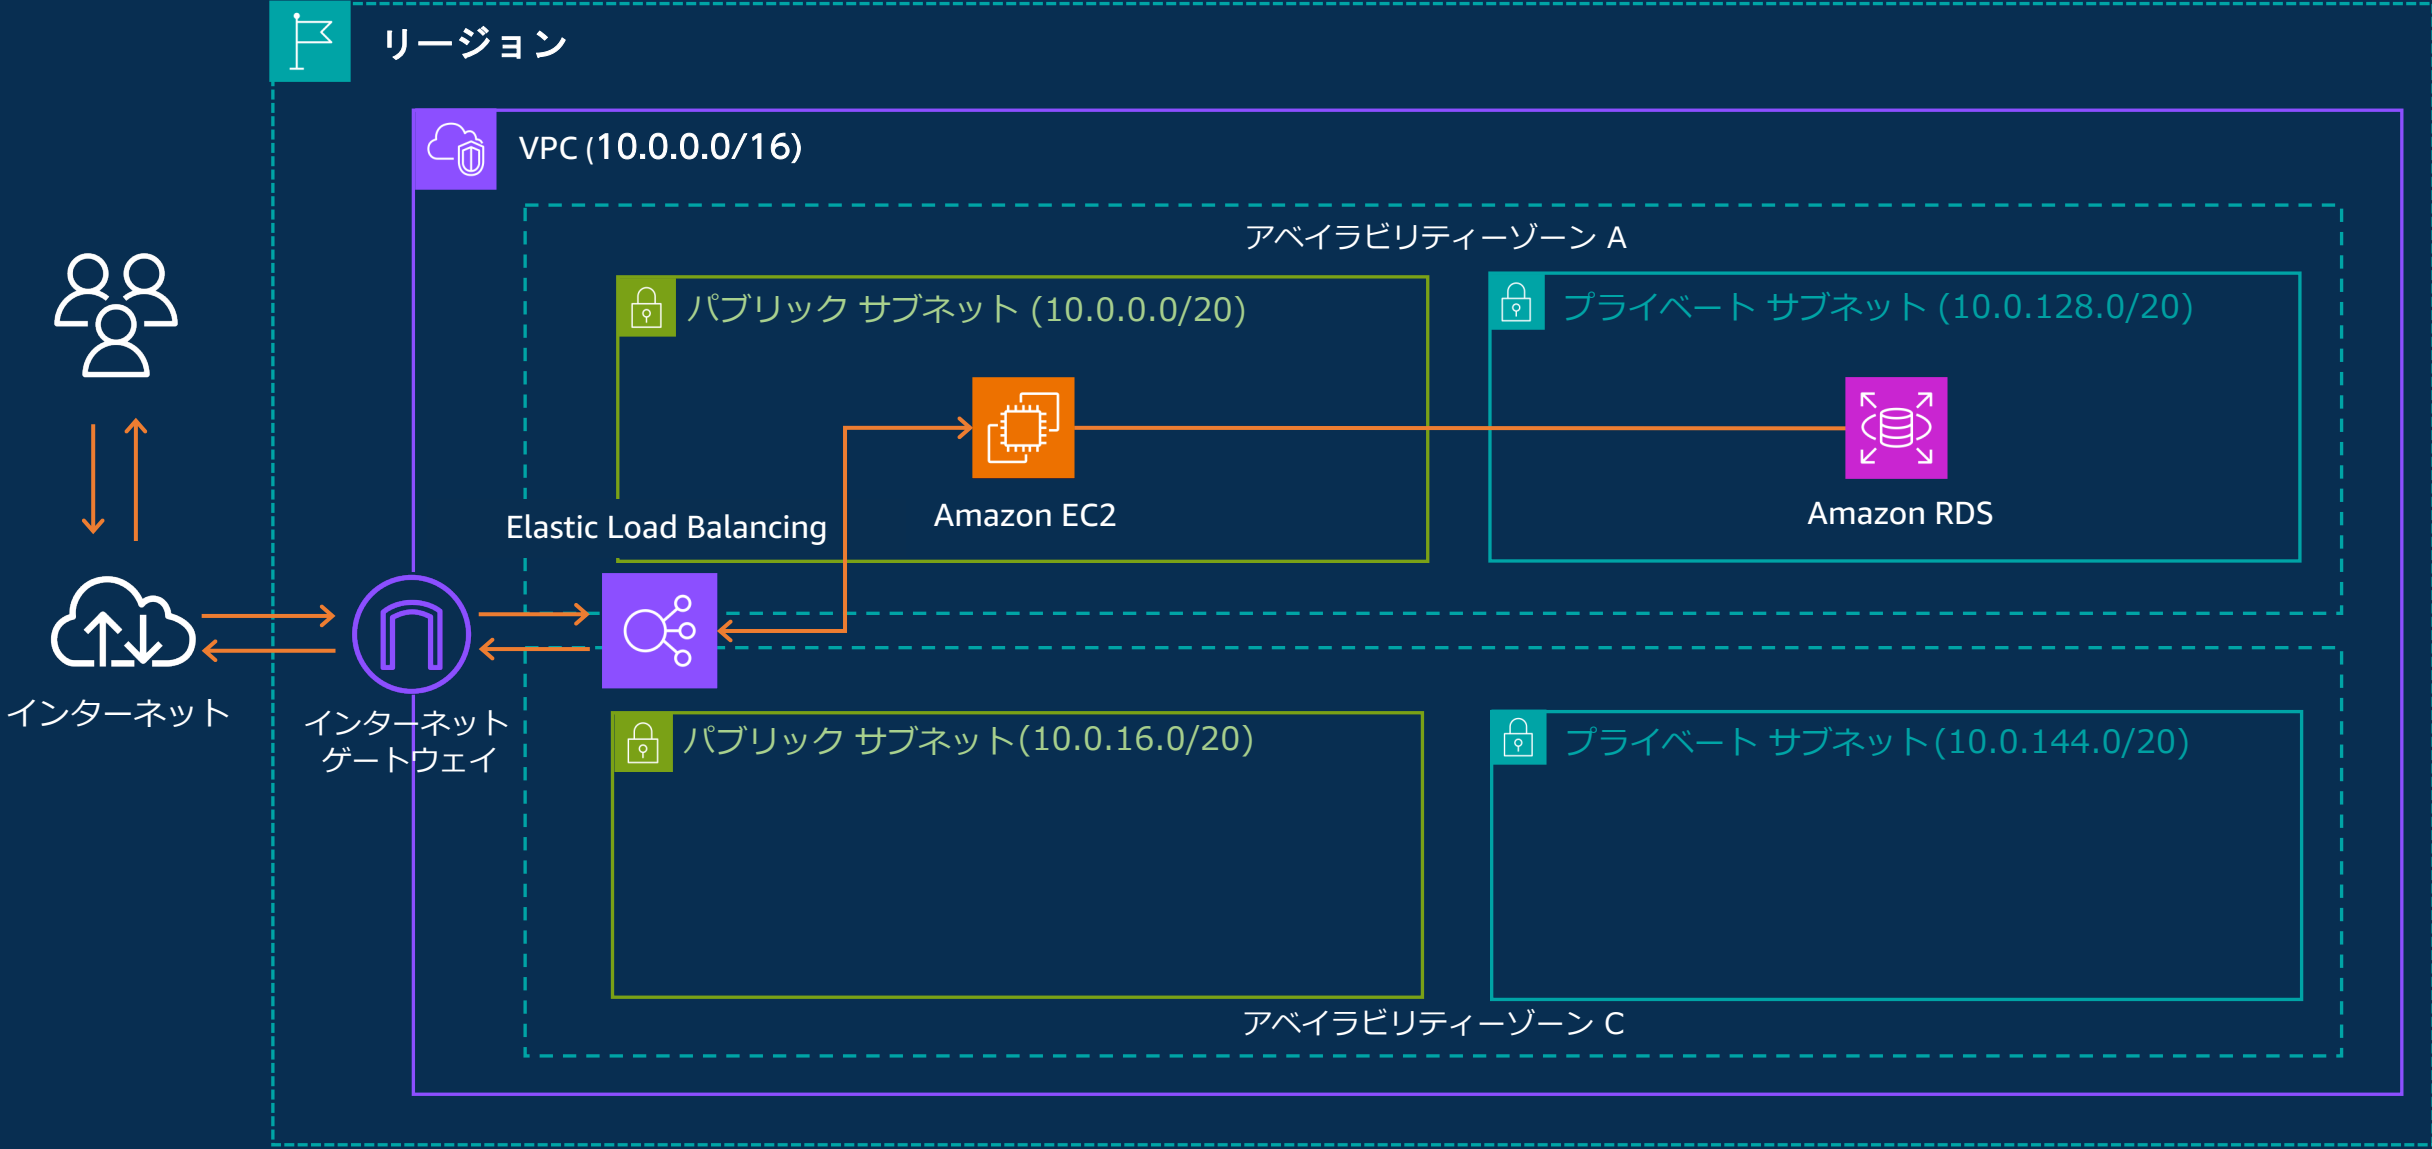 リージョン
VPC (10.0.0.0/16)
アベイラビリティーゾーン A
パブリック サブネット (10.0.0.0/20)
プライベート サブネット (10.0.128.0/20)
Amazon EC2
Amazon RDS
Elastic Load Balancing
インターネット
インターネット
ゲートウェイ
パブリック サブネット(10.0.16.0/20)
プライベート サブネット(10.0.144.0/20)
アベイラビリティーゾーン C